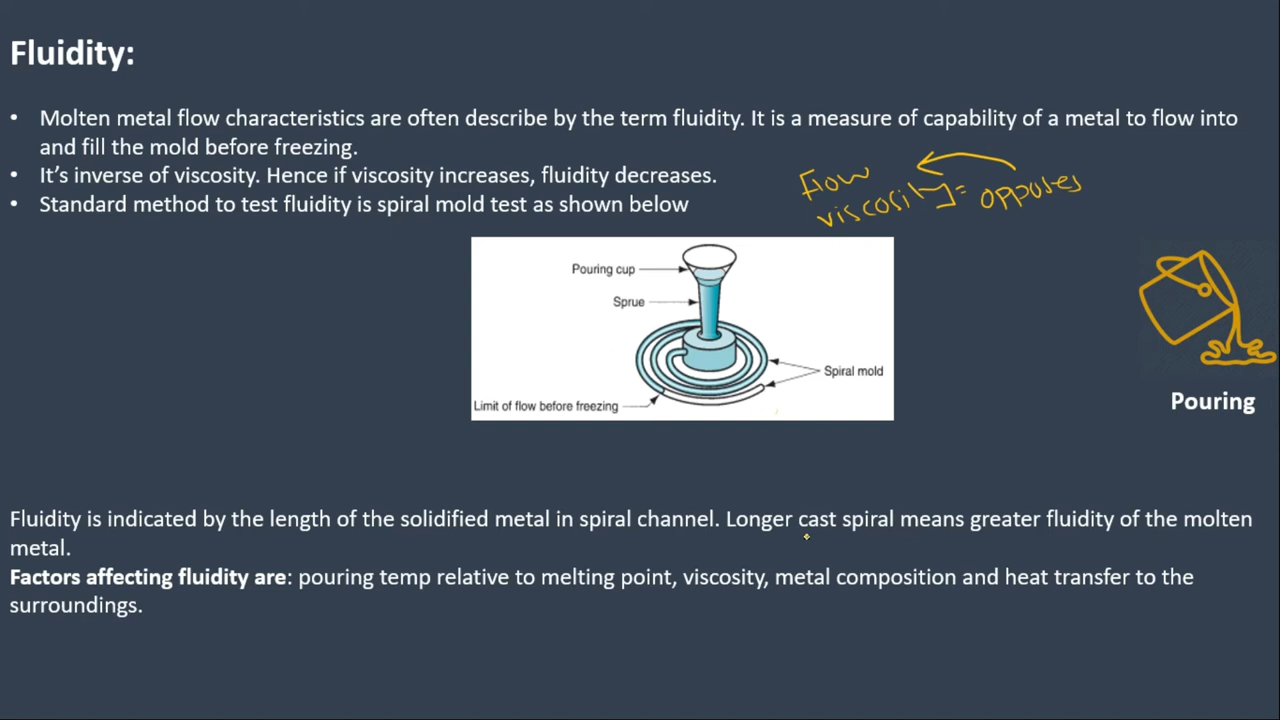 Fluidity:
• Molten metal flow characteristics are often describe by the term fluidity. It is a measure of capability of a metal to flow into
and fill the mold before freezing.
• It's inverse of viscosity. Hence if viscosity increases, fluidity decreases.
• Standard method to test fluidity is spiral mold test as shown below
Flow
viscosity = opposes
Pouring cup
Sprue
Spiral mold
Limit of flow before freezing
Pouring
Fluidity is indicated by the length of the solidified metal in spiral channel. Longer cast spiral means greater fluidity of the molten
metal.
Factors affecting fluidity are: pouring temp relative to melting point, viscosity, metal composition and heat transfer to the
surroundings.